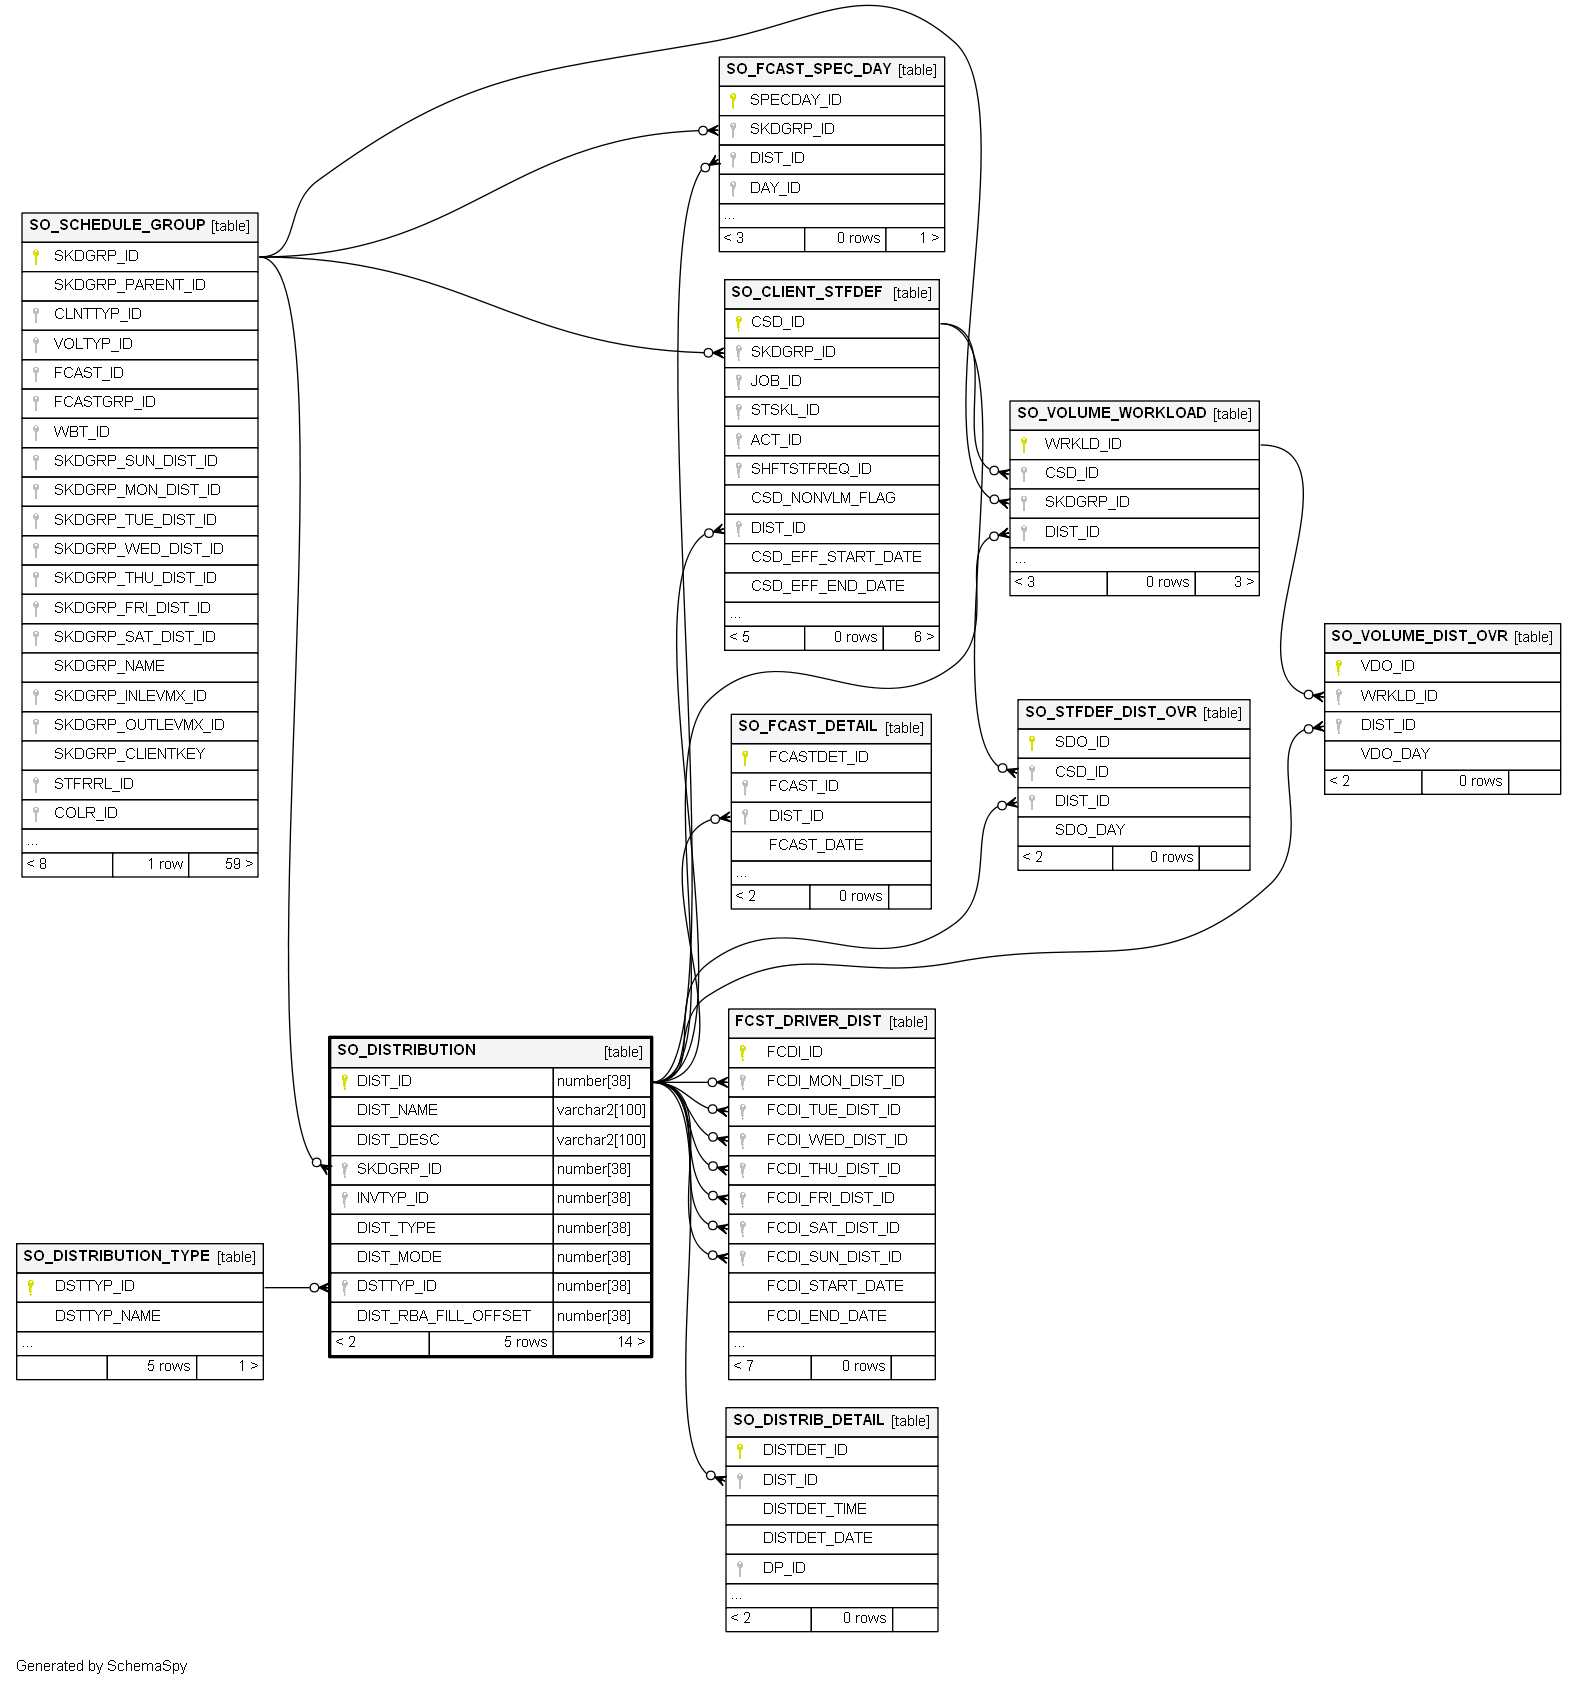 SO_FCAST_SPEC_DAY [table]
SPECDAY_ID
SKDGRP_ID
DIST_ID
DAY_ID
...
< 3 0 rows 1 >
SO_SCHEDULE_GROUP [table]
SKDGRP_ID
SKDGRP_PARENT_ID
CLNTTYP_ID
VOLTYP_ID
FCAST_ID
FCASTGRP_ID
WBT_ID
SKDGRP_SUN_DIST_ID
SKDGRP_MON_DIST_ID
SKDGRP_TUE_DIST_ID
SKDGRP_WED_DIST_ID
SKDGRP_THU_DIST_ID
SKDGRP_FRI_DIST_ID
SKDGRP_SAT_DIST_ID
SKDGRP_NAME
SKDGRP_INLEVMX_ID
SKDGRP_OUTLEVMX_ID
SKDGRP_CLIENTKEY
STFRRL_ID
COLR_ID
...
< 8 1 row 59 >
SO_CLIENT_STFDEF [table]
CSD_ID
SKDGRP_ID
JOB_ID
STSKL_ID
ACT_ID
SHFTSTFREQ_ID
CSD_NONVLM_FLAG
DIST_ID
CSD_EFF_START_DATE
CSD_EFF_END_DATE
...
< 5 0 rows 6 >
SO_VOLUME_WORKLOAD [table]
WRKLD_ID
CSD_ID
SKDGRP_ID
DIST_ID
...
< 3 0 rows 3 >
SO_VOLUME_DIST_OVR [table]
VDO_ID
WRKLD_ID
DIST_ID
VDO_DAY
< 2 0 rows
SO_STFDEF_DIST_OVR [table]
SDO_ID
CSD_ID
DIST_ID
SDO_DAY
< 2 0 rows
SO_FCAST_DETAIL [table]
FCASTDET_ID
FCAST_ID
DIST_ID
FCAST_DATE
...
< 2 0 rows
FCST_DRIVER_DIST [table]
FCDI_ID
FCDI_MON_DIST_ID
FCDI_TUE_DIST_ID
FCDI_WED_DIST_ID
FCDI_THU_DIST_ID
FCDI_FRI_DIST_ID
FCDI_SAT_DIST_ID
FCDI_SUN_DIST_ID
FCDI_START_DATE
FCDI_END_DATE
...
< 7 0 rows
SO_DISTRIBUTION [table]
DIST_ID number[38]
DIST_NAME varchar2[100]
DIST_DESC varchar2[100]
SKDGRP_ID number[38]
INVTYP_ID number[38]
DIST_TYPE number[38]
DIST_MODE number[38]
DSTTYP_ID number[38]
DIST_RBA_FILL_OFFSET number[38]
< 2 5 rows 14 >
SO_DISTRIBUTION_TYPE [table]
DSTTYP_ID
DSTTYP_NAME
...
5 rows 1 >
SO_DISTRIB_DETAIL [table]
DISTDET_ID
DIST_ID
DISTDET_TIME
DISTDET_DATE
DP_ID
...
< 2 0 rows
Generated by SchemaSpy